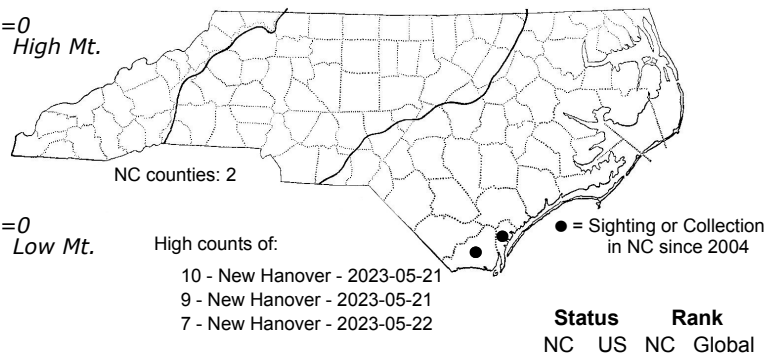 =0
High Mt.
NC counties: 2
=0
Low Mt.
High counts of:
10 - New Hanover - 2023-05-21
9 - New Hanover - 2023-05-21
7 - New Hanover - 2023-05-22
● = Sighting or Collection
in NC since 2004
Status Rank
NC US NC Global